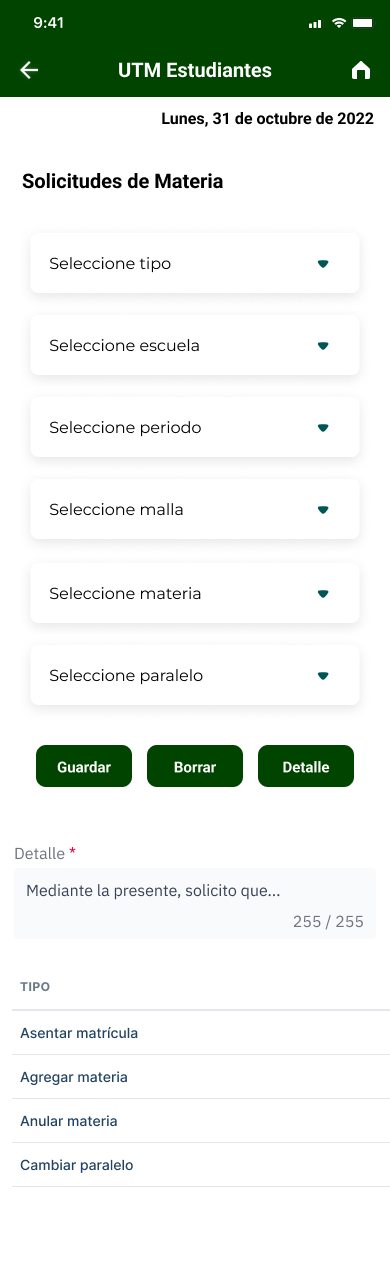 9:41
UTM Estudiantes
Lunes, 31 de octubre de 2022
Solicitudes de Materia
Seleccione tipo
Seleccione escuela
Seleccione periodo
Seleccione malla
Seleccione materia
Seleccione paralelo
Guardar Borrar Detalle
Detalle *
Mediante la presente, solicito que...
255 / 255
TIPO
Asentar matrícula
Agregar materia
Anular materia
Cambiar paralelo